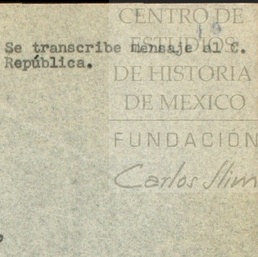 CENTRO DE
ESTUDIOS
DE HISTORIA
DE MEXICO
FUNDACIÓN
Carlos Slim
Se transcribe mensaje al C.
República.